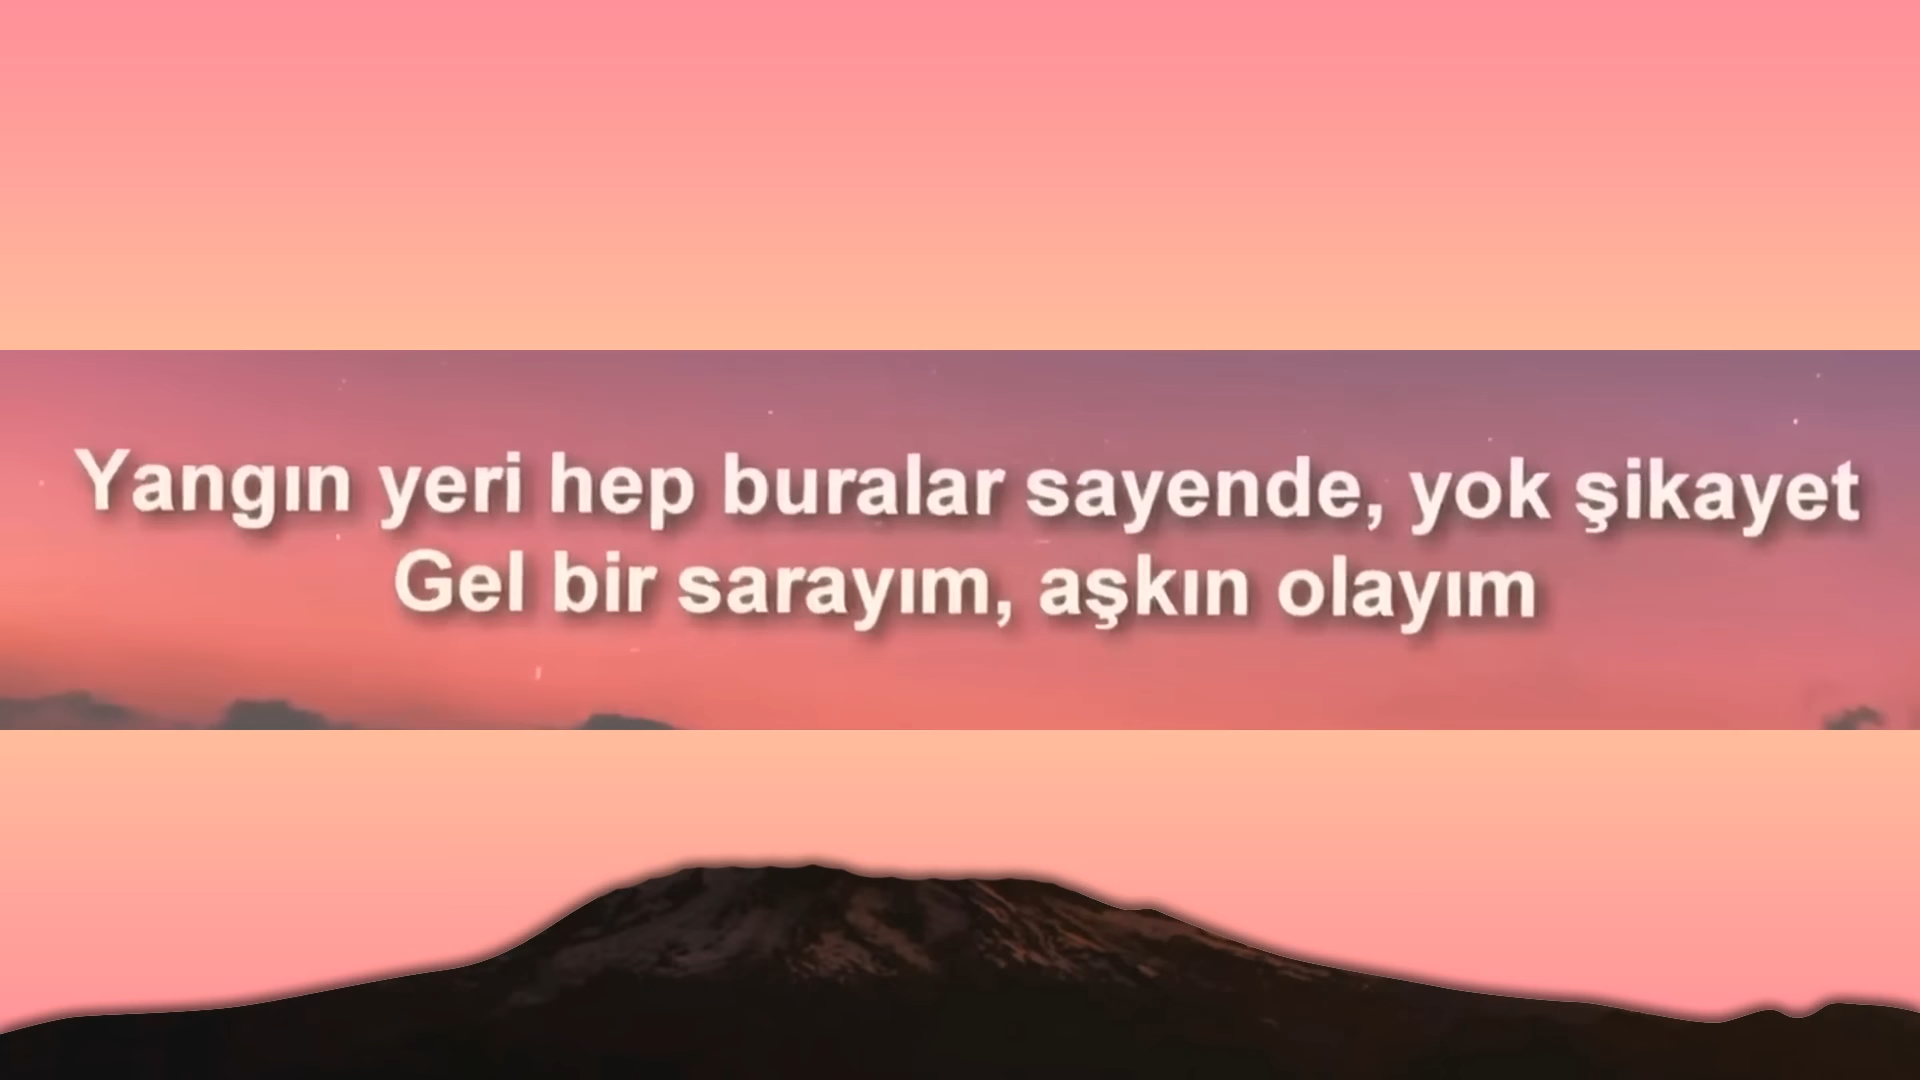 Yangın yeri hep buralar sayende, yok şikayet
Gel bir sarayım, aşkın olayım